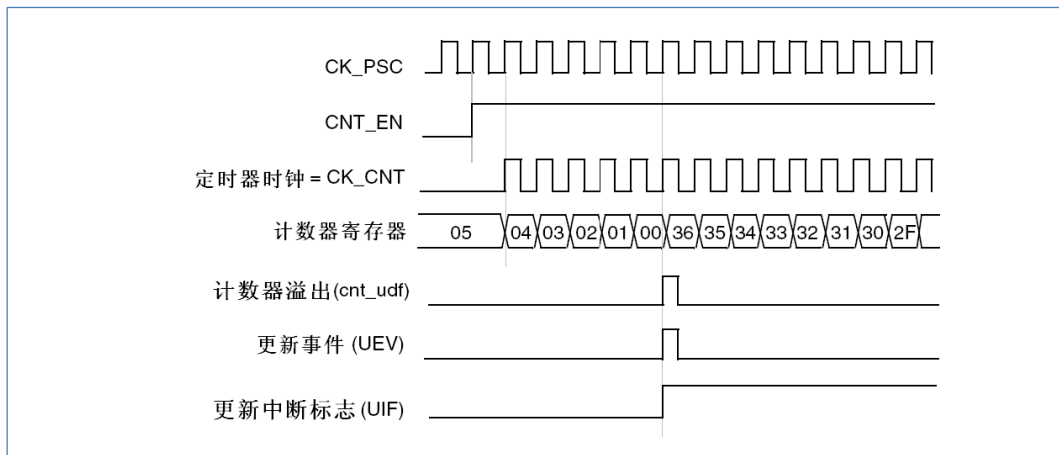 CK_PSC
CNT_EN
定时器时钟 = CK_CNT
计数器寄存器 05 04 03 02 01 00 36 35 34 33 32 31 30 2F
计数器溢出(cnt_udf)
更新事件 (UEV)
更新中断标志(UIF)